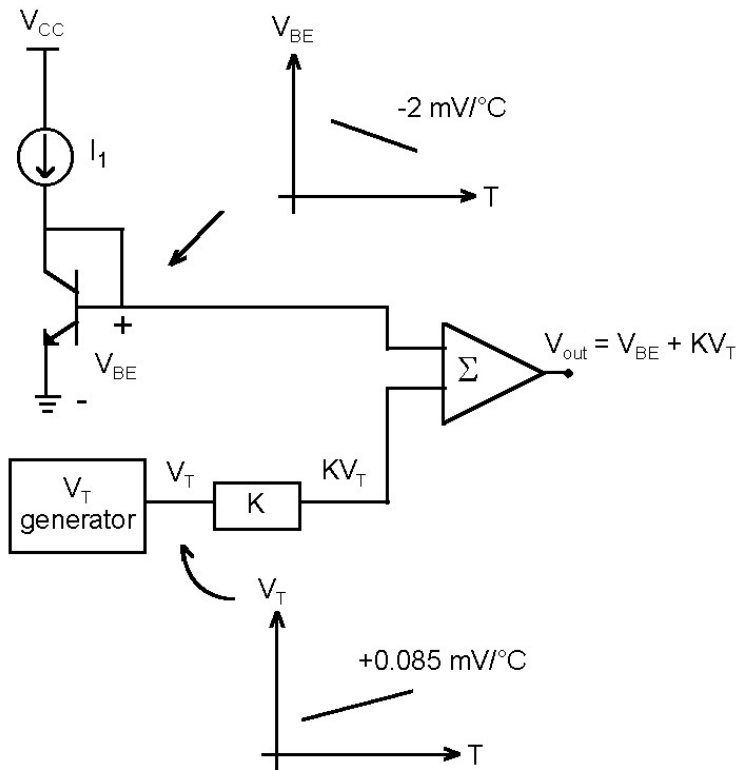 V_CC
V_BE
-2 mV/°C
I_1
T
+
V_BE
-
Σ
V_out = V_BE + KV_T
V_T
generator
V_T
K
KV_T
V_T
+0.085 mV/°C
T